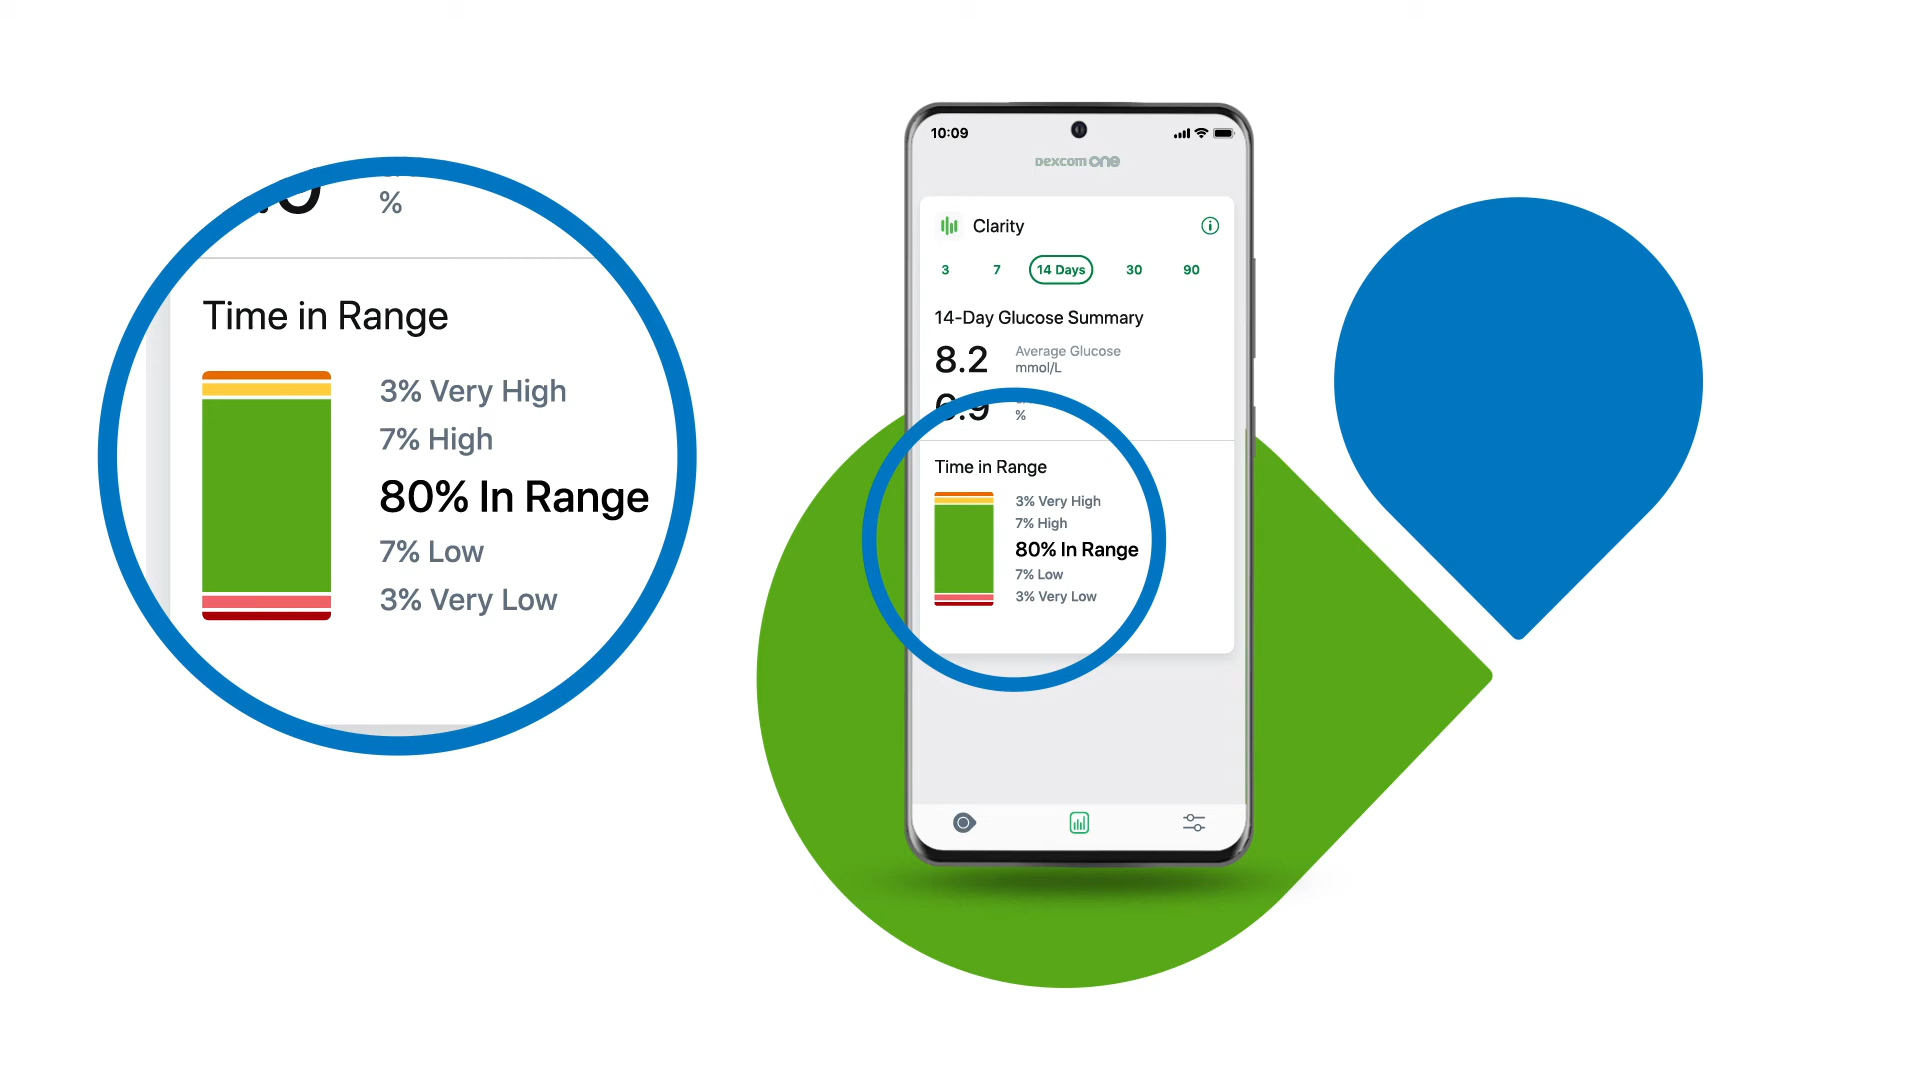 %
Time in Range
3% Very High
7% High
80% In Range
7% Low
3% Very Low
10:09
Dexcom ONE
Clarity
3 7 14 Days 30 90
14-Day Glucose Summary
8.2 Average Glucose
mmol/L
6.9
%
Time in Range
3% Very High
7% High
80% In Range
7% Low
3% Very Low